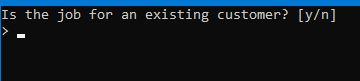 Is the job for an existing customer? [y/n]
>